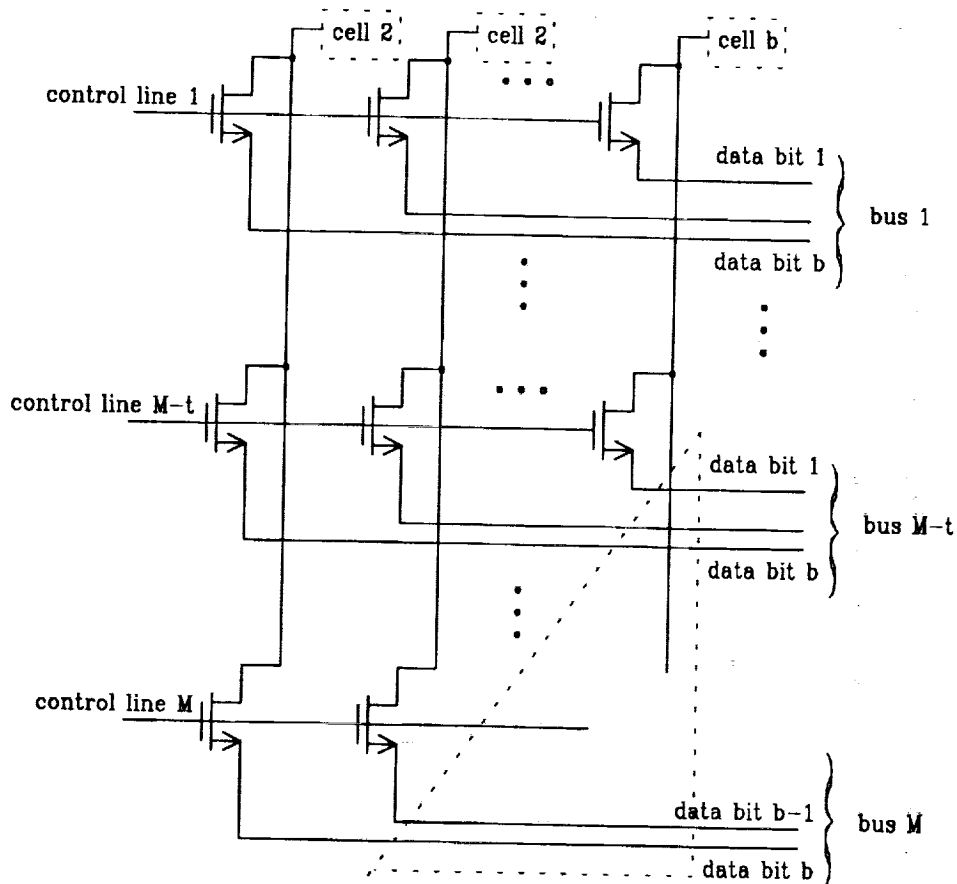 cell 2
cell 2
cell b
control line 1
data bit 1
bus 1
data bit b
control line M-t
data bit 1
bus M-t
data bit b
control line M
data bit b-1
bus M
data bit b